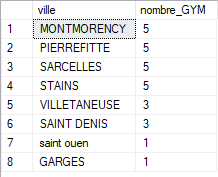 ville nombre_GYM
1 MONTMORENCY 5
2 PIERREFITTE 5
3 SARCELLES 5
4 STAINS 5
5 VILLETANEUSE 3
6 SAINT DENIS 3
7 saint ouen 1
8 GARGES 1